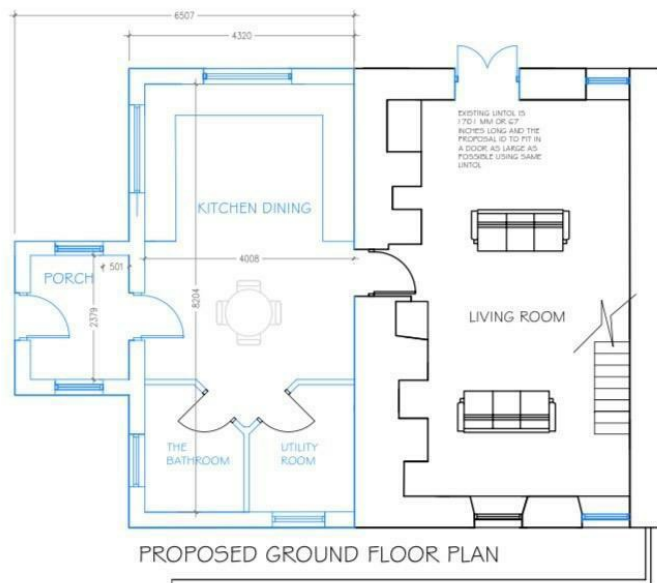 6507
4320
EXISTING LINTOL IS
1701 MM OR 67
INCHES LONG AND THE
PROPOSAL ID TO FIT IN
A DOOR AS LARGE AS
POSSIBLE USING SAME
LINTOL
KITCHEN DINING
4008
PORCH
501
2379
8204
LIVING ROOM
THE
BATHROOM
UTILITY
ROOM
PROPOSED GROUND FLOOR PLAN